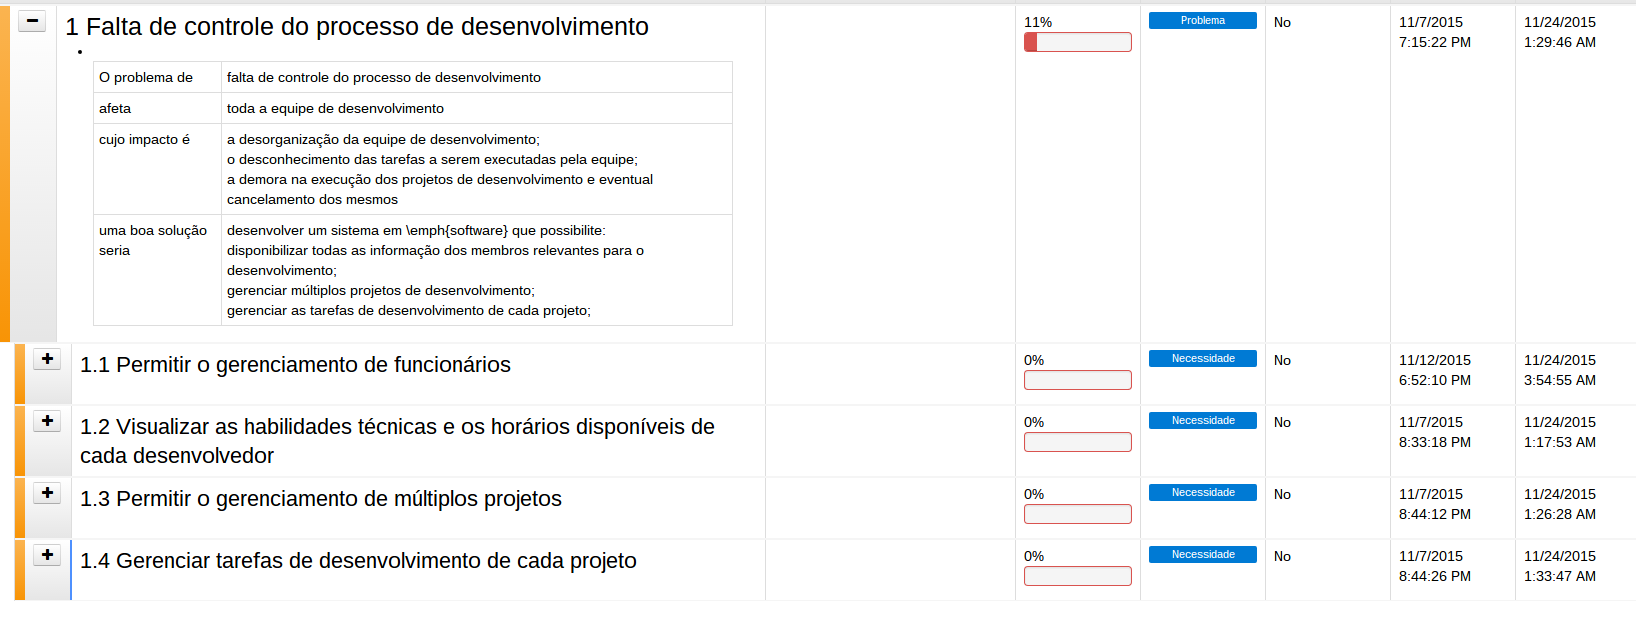 1 Falta de controle do processo de desenvolvimento
11%
Problema
No
11/7/2015
7:15:22 PM
11/24/2015
1:29:46 AM
O problema de
falta de controle do processo de desenvolvimento
afeta
toda a equipe de desenvolvimento
cujo impacto é
a desorganização da equipe de desenvolvimento;
o desconhecimento das tarefas a serem executadas pela equipe;
a demora na execução dos projetos de desenvolvimento e eventual
cancelamento dos mesmos
uma boa solução
seria
desenvolver um sistema em \emph{software} que possibilite:
disponibilizar todas as informação dos membros relevantes para o
desenvolvimento;
gerenciar múltiplos projetos de desenvolvimento;
gerenciar as tarefas de desenvolvimento de cada projeto;
1.1 Permitir o gerenciamento de funcionários
0%
Necessidade
No
11/12/2015
6:52:10 PM
11/24/2015
3:54:55 AM
1.2 Visualizar as habilidades técnicas e os horários disponíveis de
cada desenvolvedor
0%
Necessidade
No
11/7/2015
8:33:18 PM
11/24/2015
1:17:53 AM
1.3 Permitir o gerenciamento de múltiplos projetos
0%
Necessidade
No
11/7/2015
8:44:12 PM
11/24/2015
1:26:28 AM
1.4 Gerenciar tarefas de desenvolvimento de cada projeto
0%
Necessidade
No
11/7/2015
8:44:26 PM
11/24/2015
1:33:47 AM